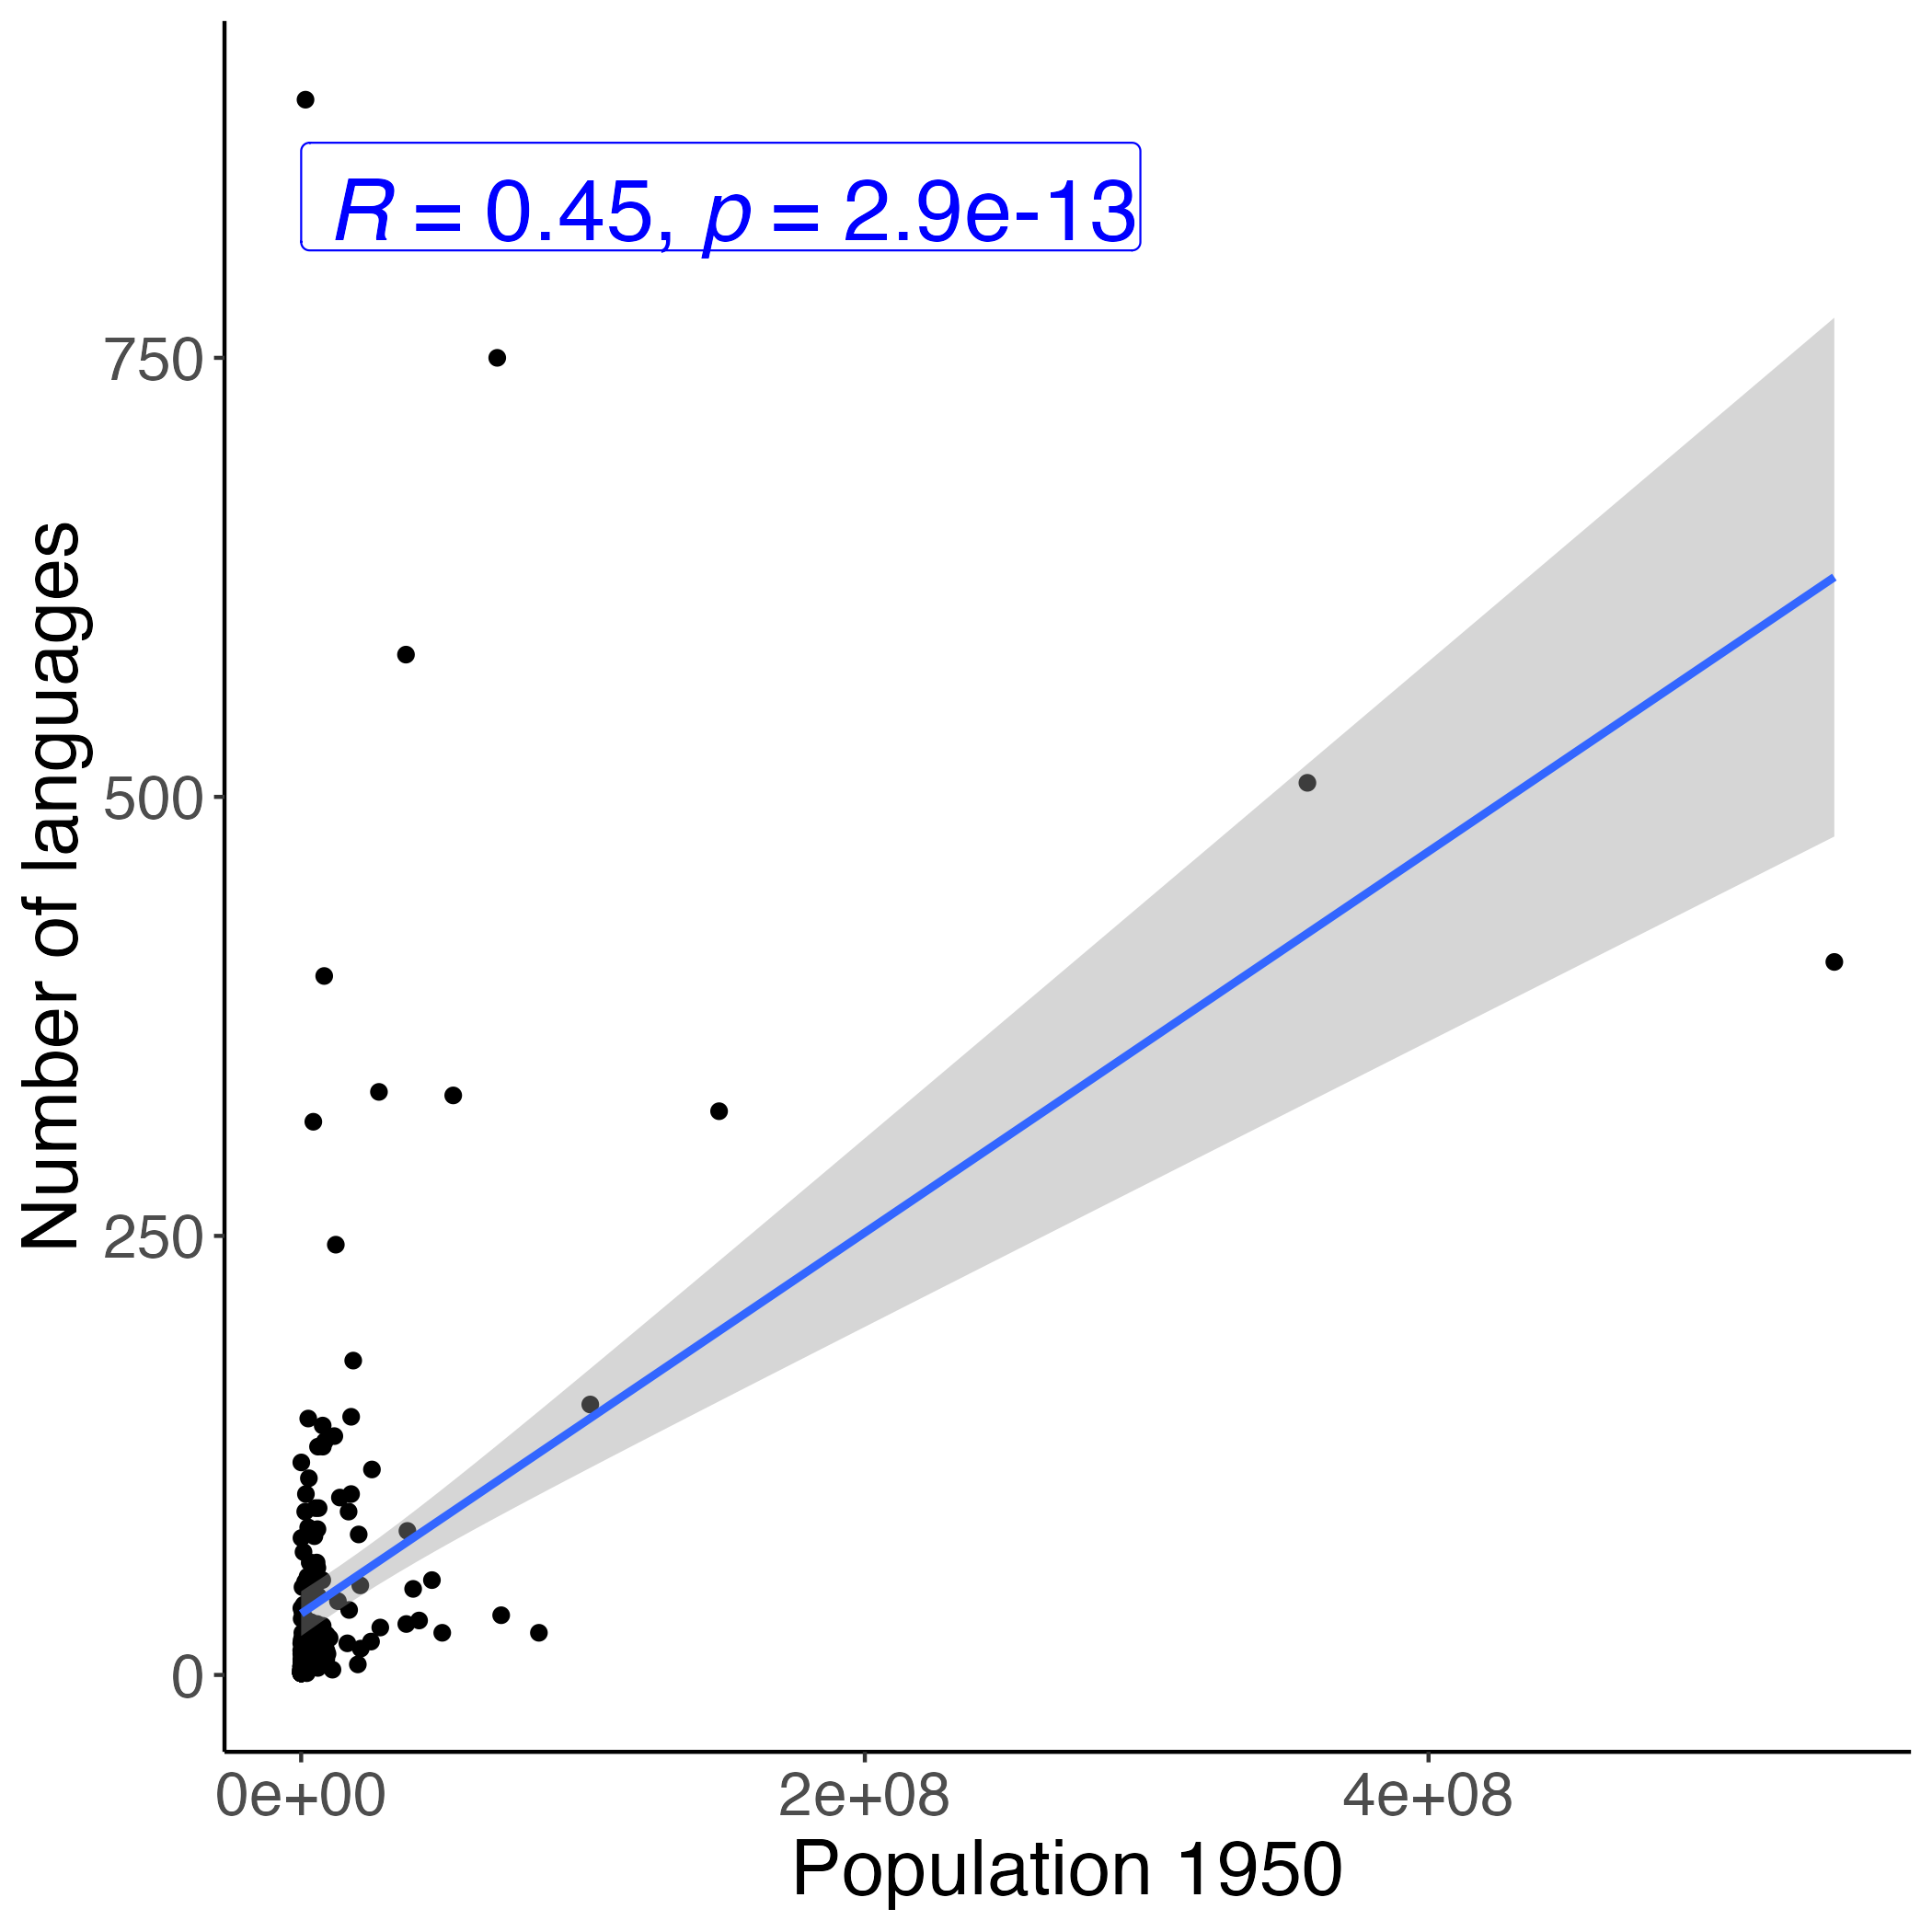 R = 0.45, p = 2.9e-13
750
500
250
0
Number of languages
0e+00 2e+08 4e+08
Population 1950